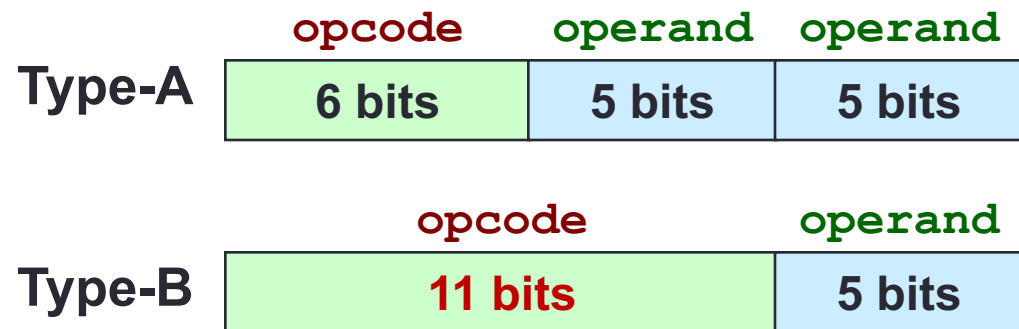 opcode operand operand
Type-A 6 bits 5 bits 5 bits
opcode operand
Type-B 11 bits 5 bits